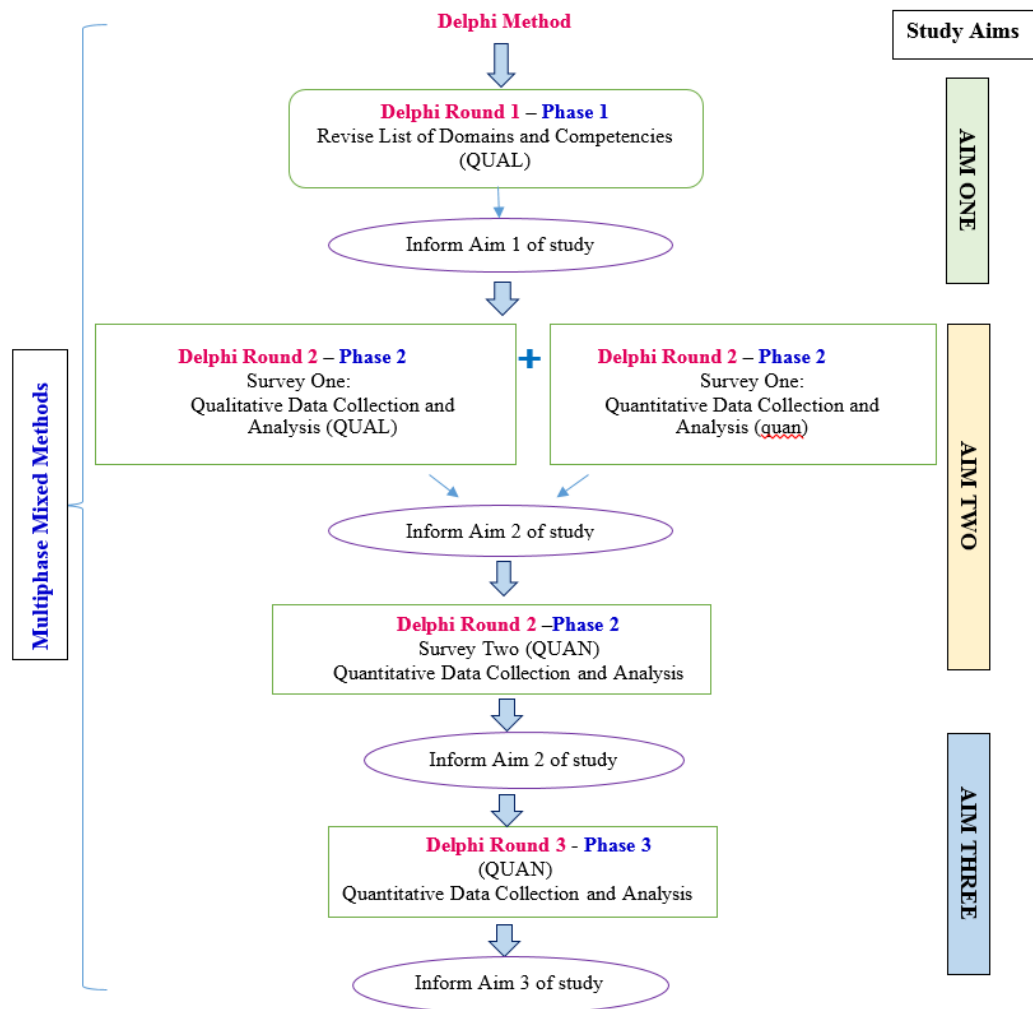 Delphi Method
Study Aims
Delphi Round 1 – Phase 1
Revise List of Domains and Competencies
(QUAL)
AIM ONE
Inform Aim 1 of study
Multiphase Mixed Methods
Delphi Round 2 – Phase 2
Survey One:
Qualitative Data Collection and
Analysis (QUAL)
+
Delphi Round 2 – Phase 2
Survey One:
Quantitative Data Collection and
Analysis (quan)
AIM TWO
Inform Aim 2 of study
Delphi Round 2 –Phase 2
Survey Two (QUAN)
Quantitative Data Collection and Analysis
Inform Aim 2 of study
AIM THREE
Delphi Round 3 - Phase 3
(QUAN)
Quantitative Data Collection and Analysis
Inform Aim 3 of study